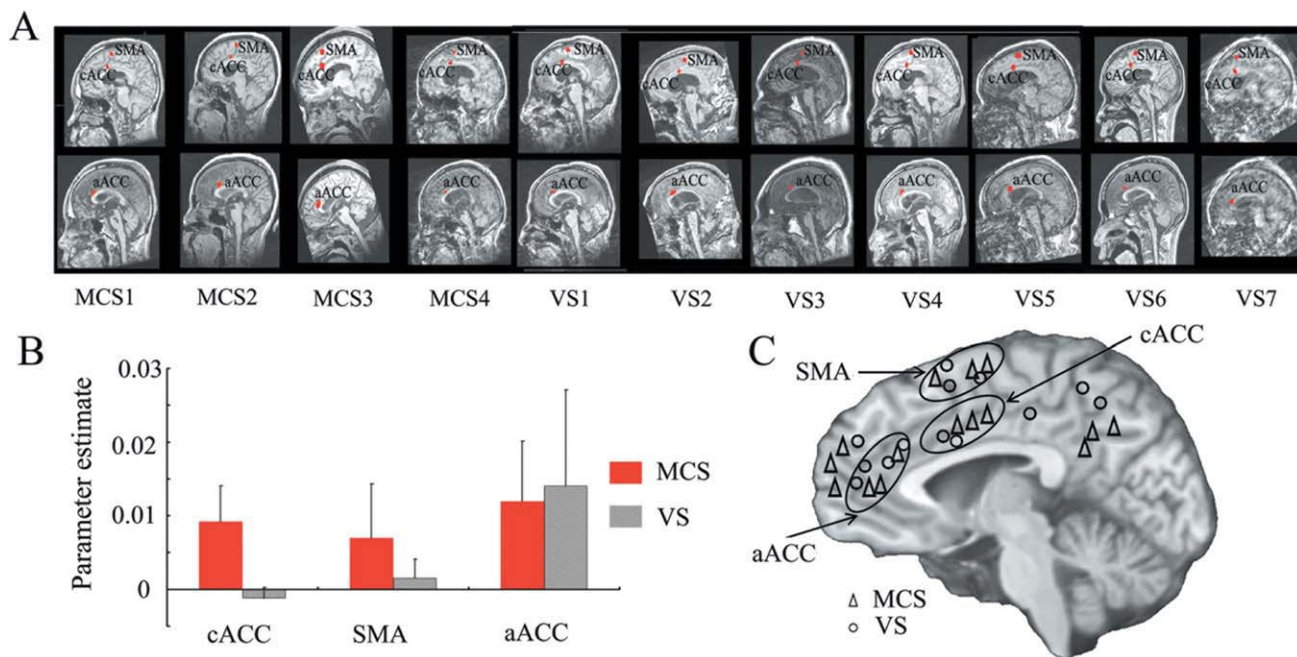 A
SMA SMA SMA SMA SMA SMA SMA SMA SMA SMA SMA
cACC cACC cACC cACC cACC cACC cACC cACC cACC cACC cACC
aACC aACC aACC aACC aACC aACC aACC aACC aACC aACC aACC
MCS1 MCS2 MCS3 MCS4 VS1 VS2 VS3 VS4 VS5 VS6 VS7
B
Parameter estimate
0.03
0.02
0.01
0
MCS
VS
cACC SMA aACC
C
cACC
SMA
aACC
MCS
VS